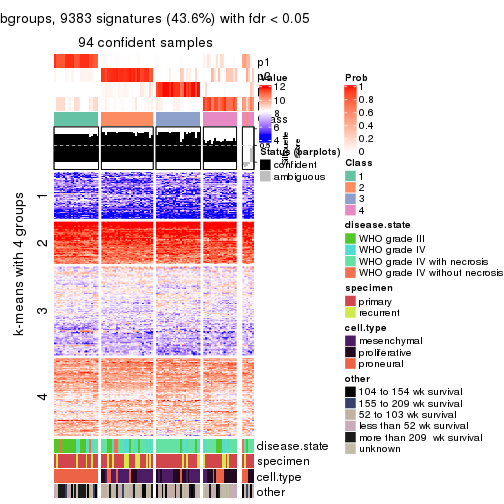 bgroups, 9383 signatures (43.6%) with fdr < 0.05
94 confident samples
p1
value
12
10
8
6
4
Prob
1
0.8
0.6
0.4
0.2
0
Status (barplots)
confident
ambiguous
Silhouette
score
Class
1
2
3
4
disease.state
WHO grade III
WHO grade IV
WHO grade IV with necrosis
WHO grade IV without necrosis
specimen
primary
recurrent
cell.type
mesenchymal
proliferative
proneural
other
104 to 154 wk survival
155 to 209 wk survival
52 to 103 wk survival
less than 52 wk survival
more than 209 wk survival
unknown
k-means with 4 groups
1
2
3
4
disease.state
specimen
cell.type
other